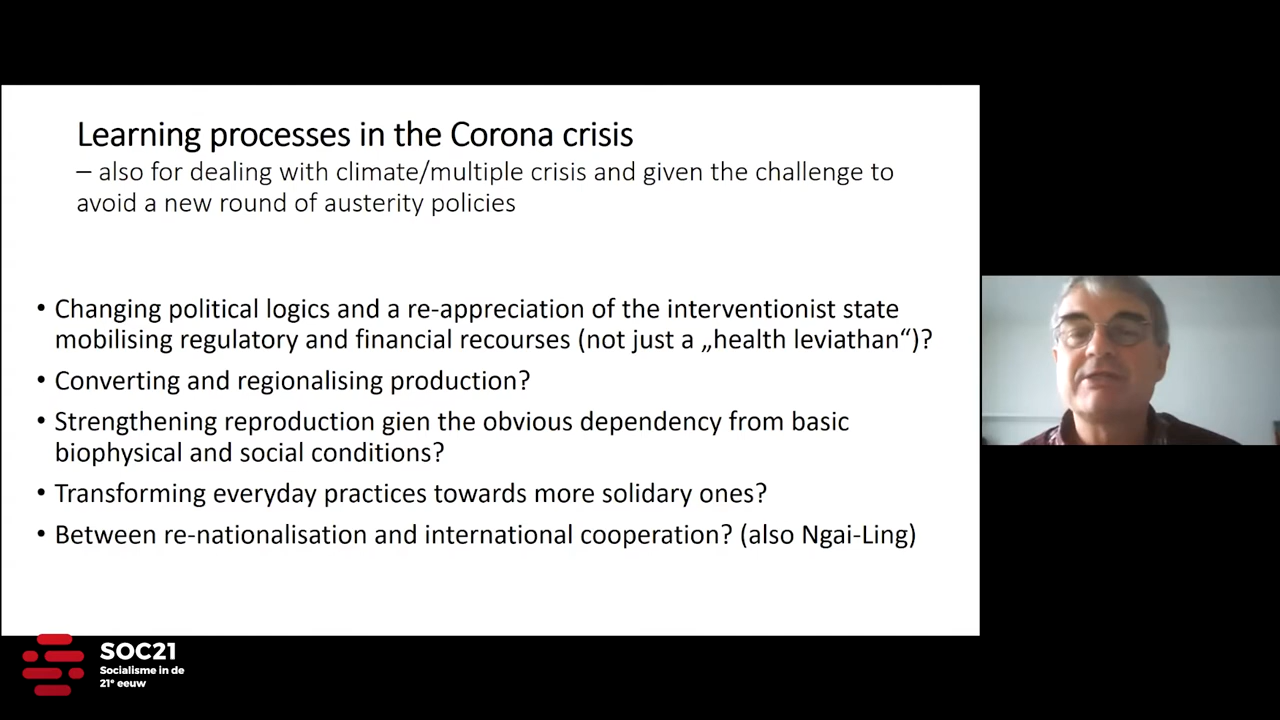 Learning processes in the Corona crisis
– also for dealing with climate/multiple crisis and given the challenge to
avoid a new round of austerity policies
• Changing political logics and a re-appreciation of the interventionist state
mobilising regulatory and financial recourses (not just a „health leviathan“)?
• Converting and regionalising production?
• Strengthening reproduction gien the obvious dependency from basic
biophysical and social conditions?
• Transforming everyday practices towards more solidary ones?
• Between re-nationalisation and international cooperation? (also Ngai-Ling)
SOC21
Socialisme in de
21e eeuw